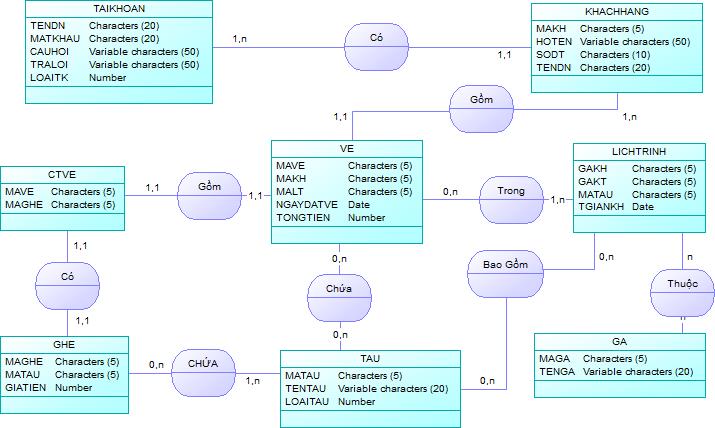 TAIKHOAN
TENDN Characters (20)
MATKHAU Characters (20)
CAUHOI Variable characters (50)
TRALOI Variable characters (50)
LOAITK Number
1,n
Có
1,1
KHACHHANG
MAKH Characters (5)
HOTEN Variable characters (50)
SODT Characters (10)
TENDN Characters (20)
1,1
Gồm
1,n
VE
MAVE Characters (5)
MAKH Characters (5)
MALT Characters (5)
NGAYDATVE Date
TONGTIEN Number
LICHTRINH
GAKH Characters (5)
GAKT Characters (5)
MATAU Characters (5)
TGIANKH Date
CTVE
MAVE Characters (5)
MAGHE Characters (5)
1,1
Gồm
1,1
0,n
Trong
1,n
1,1
Có
1,1
0,n
Chứa
0,n
Bao Gồm
0,n
0,n
n
Thuộc
GHE
MAGHE Characters (5)
MATAU Characters (5)
GIATIEN Number
0,n
CHỨA
1,n
TAU
MATAU Characters (5)
TENTAU Variable characters (20)
LOAITAU Number
GA
MAGA Characters (5)
TENGA Variable characters (20)